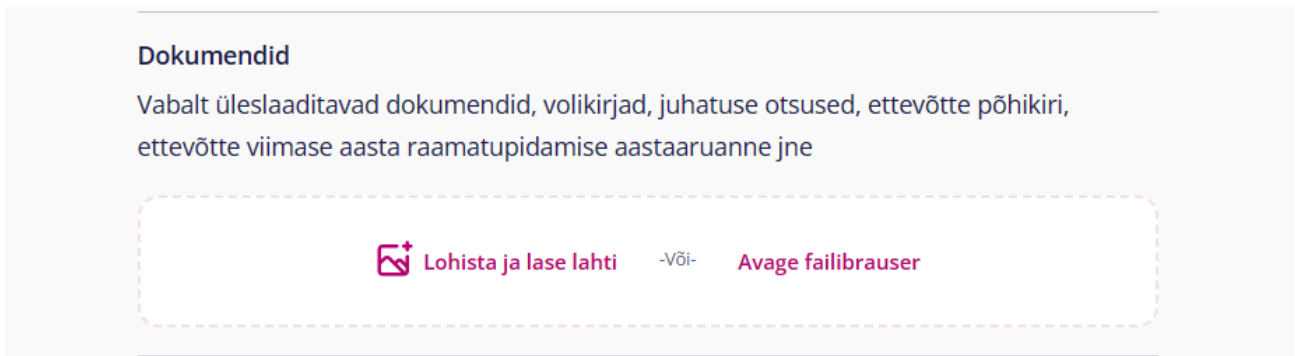 Dokumendid
Vabalt üleslaaditavad dokumendid, volikirjad, juhatuse otsused, ettevõtte põhikiri,
ettevõtte viimase aasta raamatupidamise aastaaruanne jne
Lohista ja lase lahti -Või- Avage failibrauser